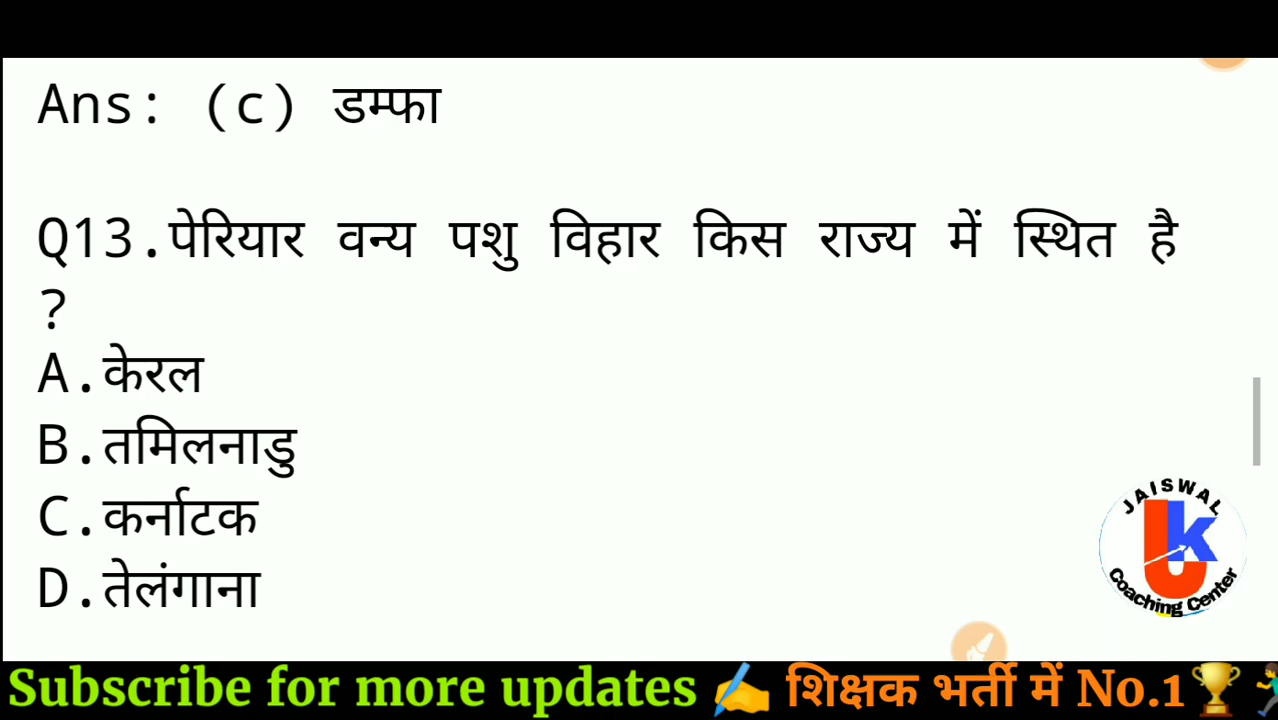 Ans: (c) डम्फा
Q13.पेरियार वन्य पशु विहार किस राज्य में स्थित है
?
A.केरल
B.तमिलनाडु
C.कर्नाटक
D.तेलंगाना
JAISWAL
UK
Coaching Center
Subscribe for more updates ✍️ शिक्षक भर्ती में No.1🏆